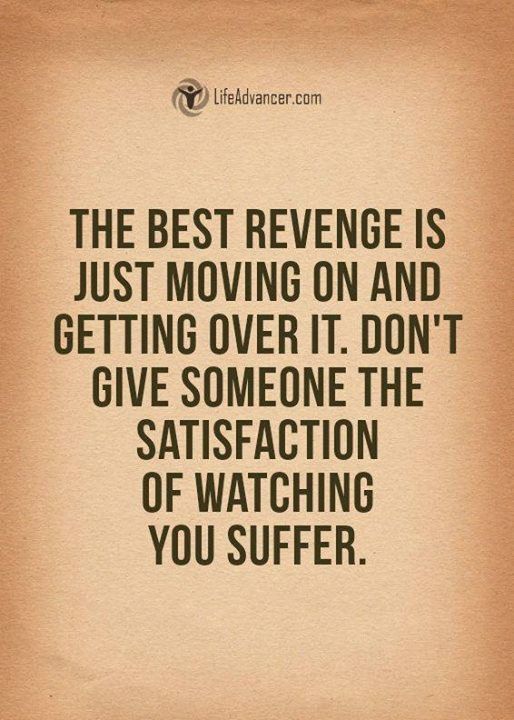 LifeAdvancer.com
THE BEST REVENGE IS
JUST MOVING ON AND
GETTING OVER IT. DON'T
GIVE SOMEONE THE
SATISFACTION
OF WATCHING
YOU SUFFER.